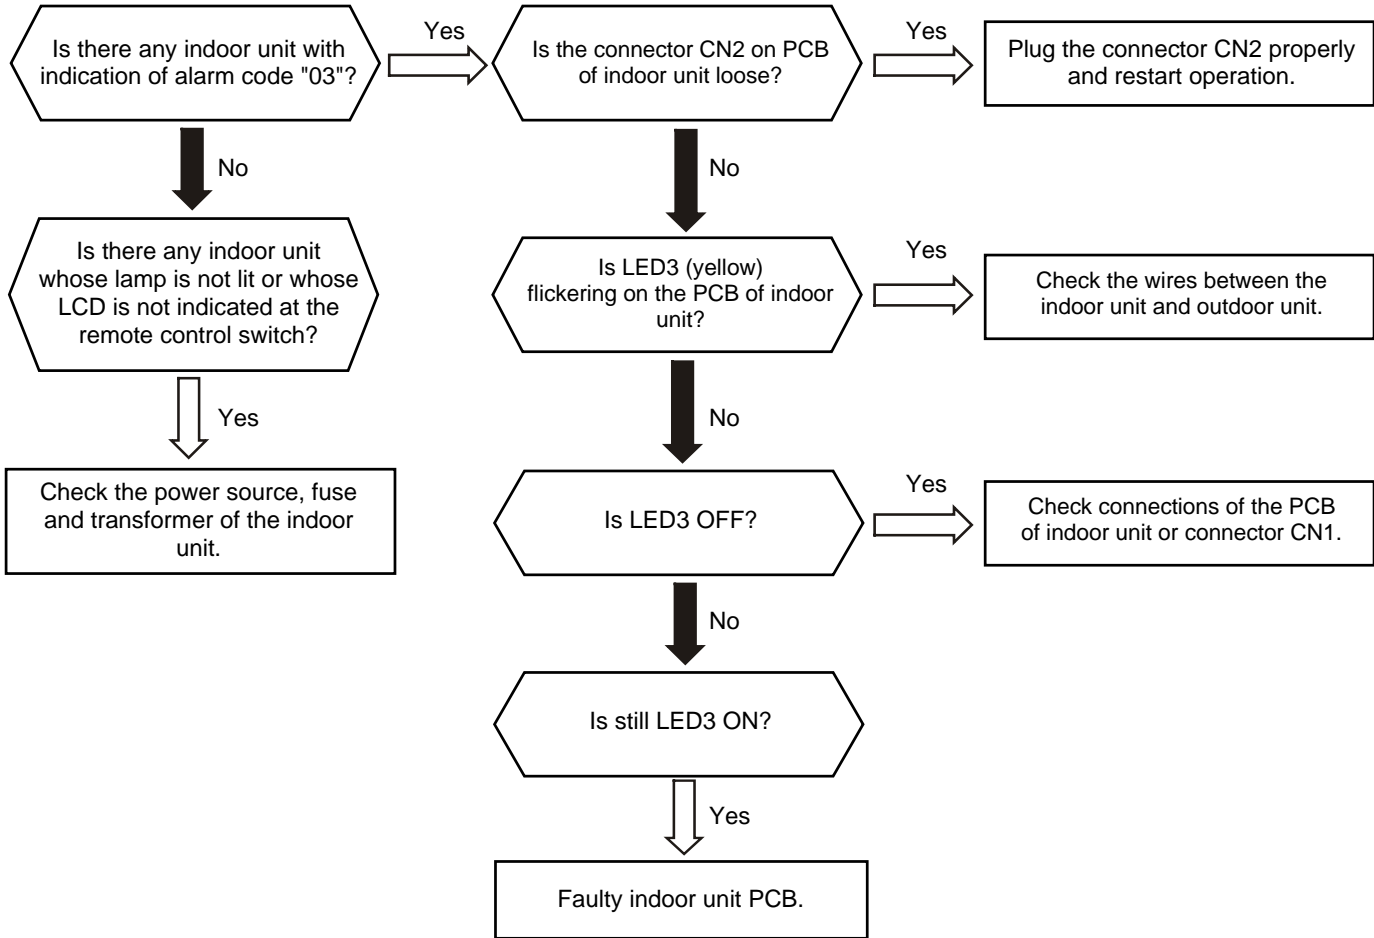 Is there any indoor unit with
indication of alarm code "03"?
Yes
Is the connector CN2 on PCB
of indoor unit loose?
Yes
Plug the connector CN2 properly
and restart operation.
No
No
Is there any indoor unit
whose lamp is not lit or whose
LCD is not indicated at the
remote control switch?
Is LED3 (yellow)
flickering on the PCB of indoor
unit?
Yes
Check the wires between the
indoor unit and outdoor unit.
Yes
No
Check the power source, fuse
and transformer of the indoor
unit.
Is LED3 OFF?
Yes
Check connections of the PCB
of indoor unit or connector CN1.
No
Is still LED3 ON?
Yes
Faulty indoor unit PCB.